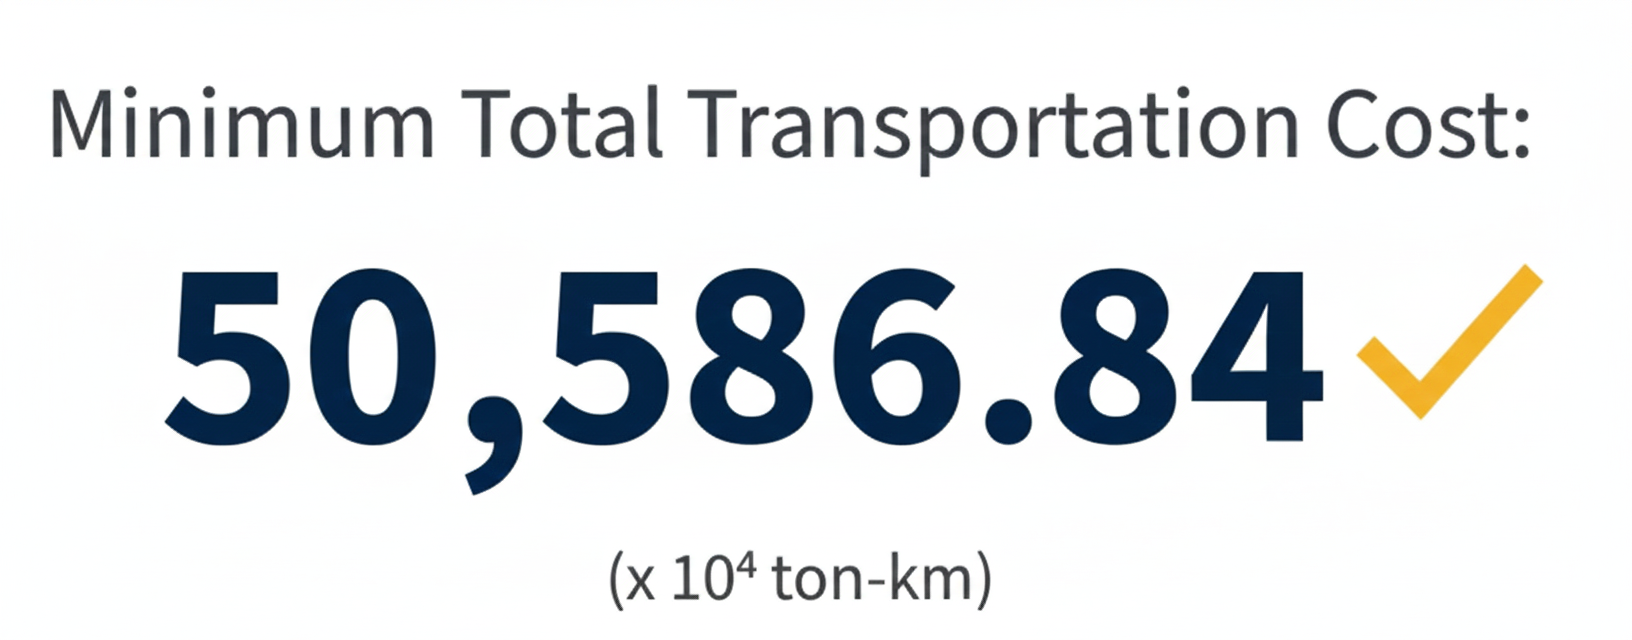 Minimum Total Transportation Cost:
50,586.84
(x 10⁴ ton-km)